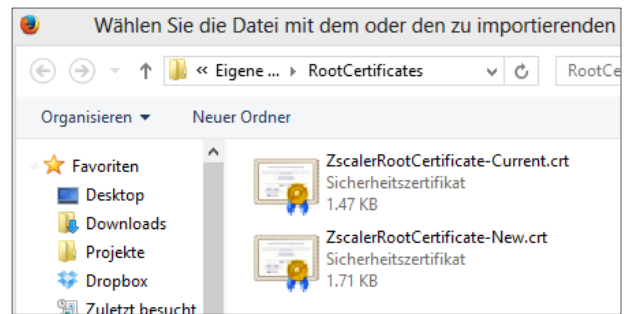 Wählen Sie die Datei mit dem oder den zu importierenden
« Eigene ... ▸ RootCertificates
RootCe
Organisieren ▾ Neuer Ordner
Favoriten
Desktop
Downloads
Projekte
Dropbox
Zuletzt besucht
ZscalerRootCertificate-Current.crt
Sicherheitszertifikat
1.47 KB
ZscalerRootCertificate-New.crt
Sicherheitszertifikat
1.71 KB